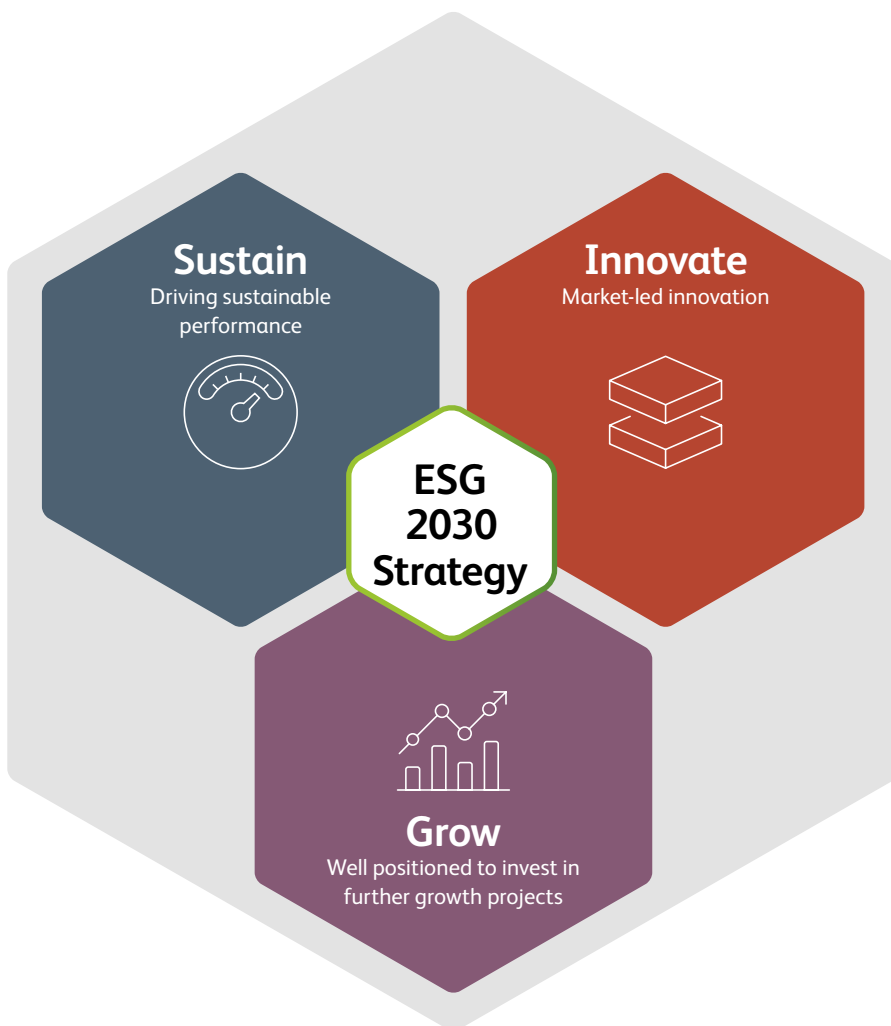 Sustain
Driving sustainable
performance
Innovate
Market-led innovation
ESG
2030
Strategy
Grow
Well positioned to invest in
further growth projects